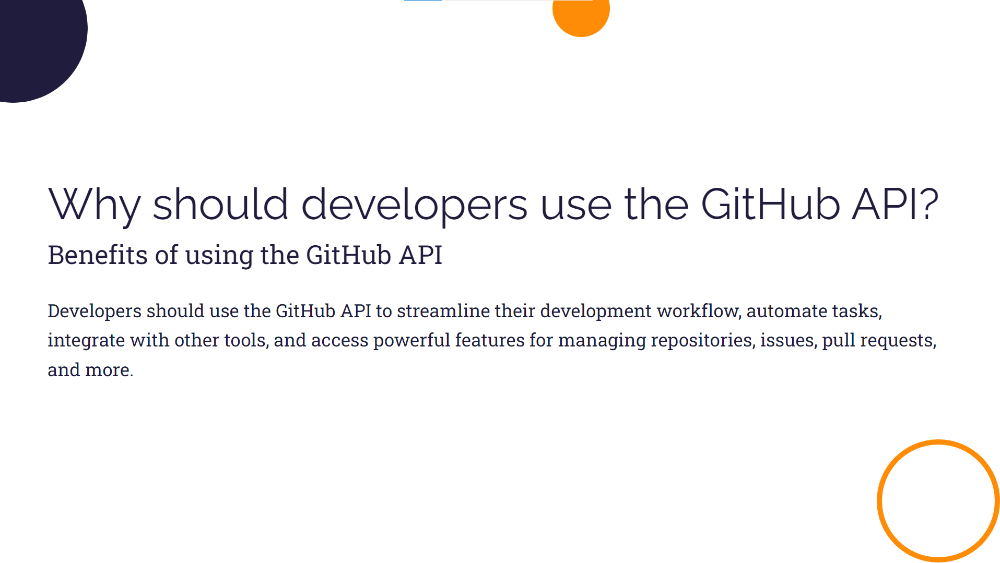 Why should developers use the GitHub API?
Benefits of using the GitHub API
Developers should use the GitHub API to streamline their development workflow, automate tasks,
integrate with other tools, and access powerful features for managing repositories, issues, pull requests,
and more.